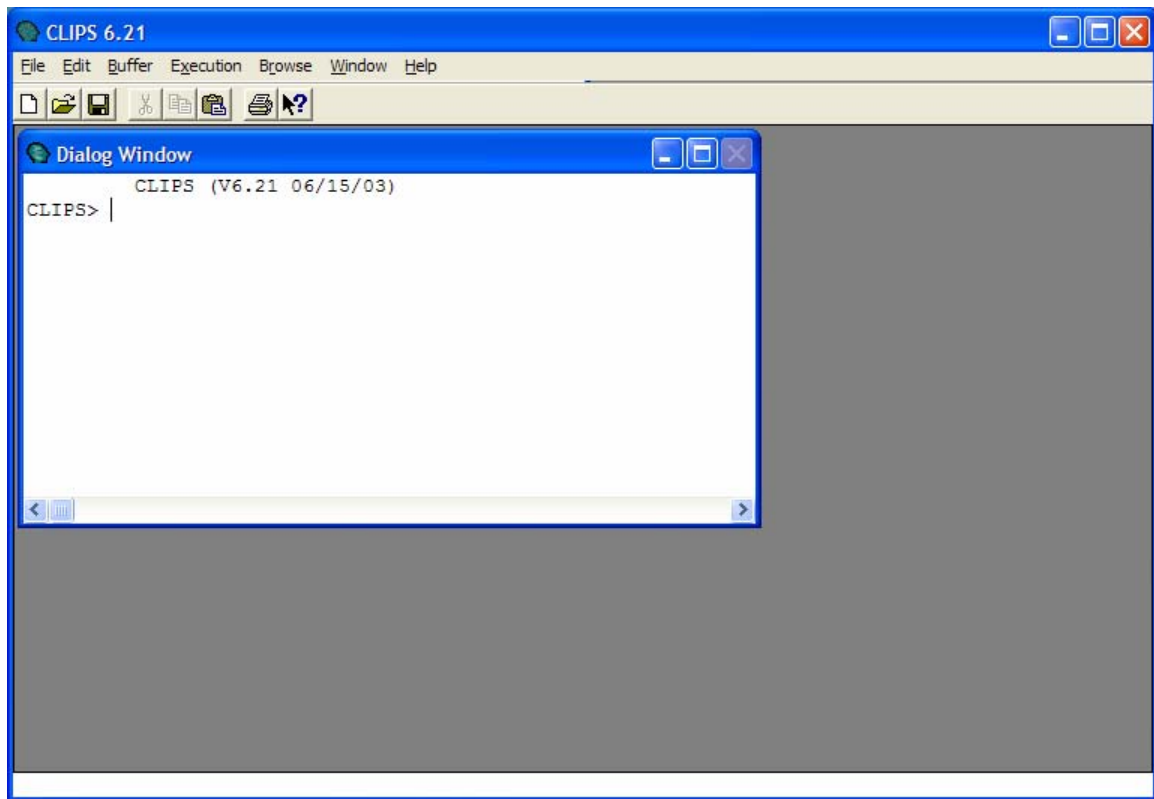 CLIPS 6.21
File Edit Buffer Execution Browse Window Help
Dialog Window
CLIPS (V6.21 06/15/03)
CLIPS>